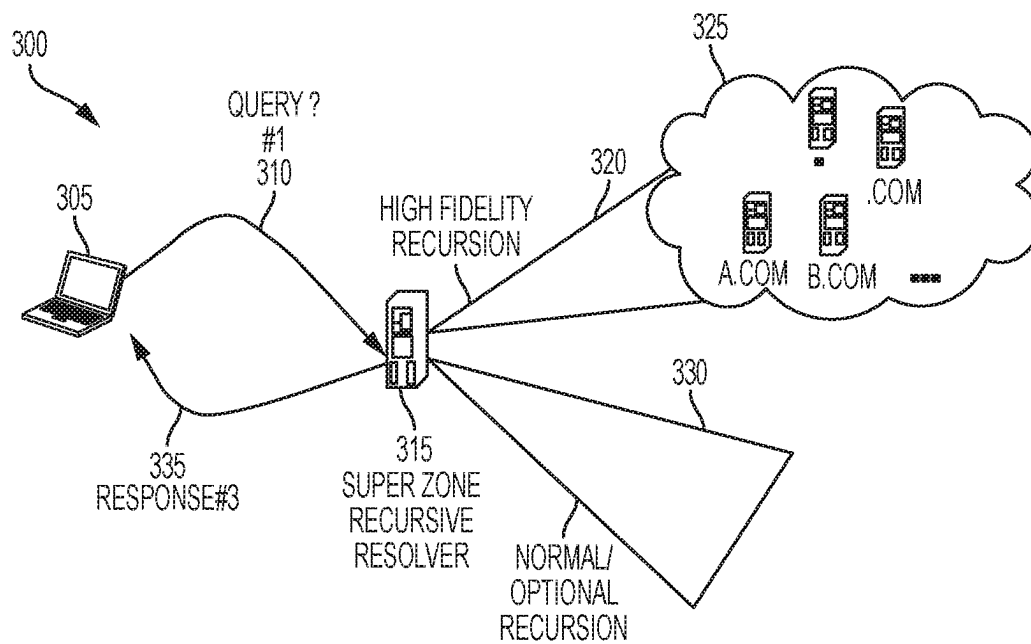 300
325
QUERY ?
#1
310
320
305
HIGH FIDELITY
RECURSION
.
.COM
A.COM
B.COM
...
330
335
RESPONSE#3
315
SUPER ZONE
RECURSIVE
RESOLVER
NORMAL/
OPTIONAL
RECURSION